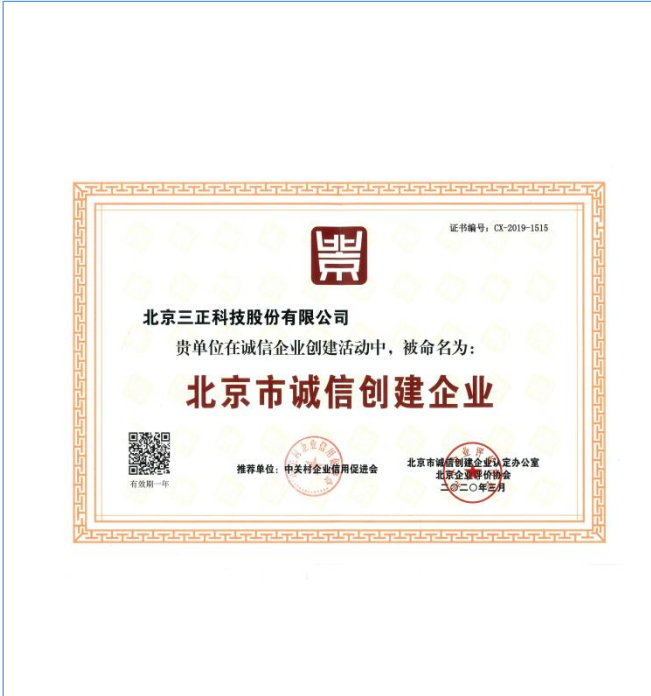 证书编号：CX-2019-1515
北京三正科技股份有限公司
贵单位在诚信企业创建活动中，被命名为：
北京市诚信创建企业
有效期一年
推荐单位：中关村企业信用促进会
北京市诚信创建企业认定办公室
北京企业评价协会
二〇二〇年三月